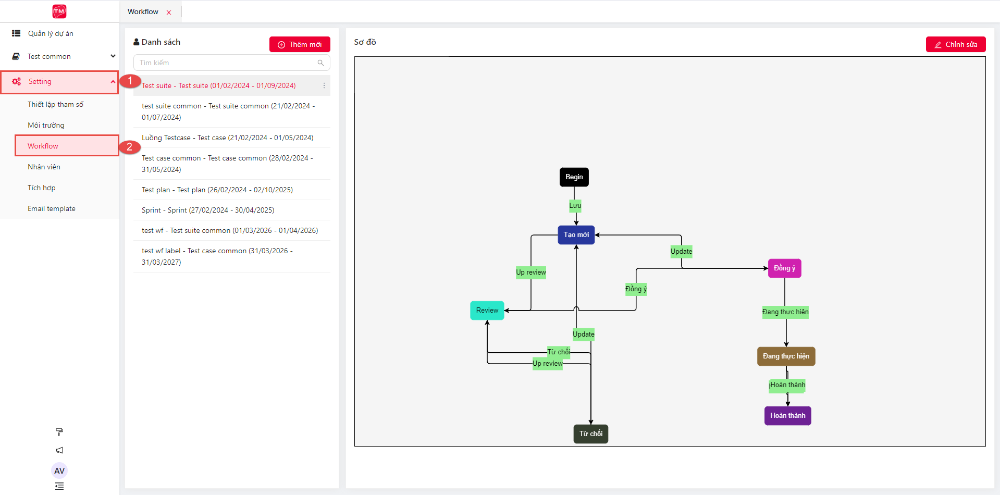 TM
Workflow
Quản lý dự án
Test common
Setting
1
Thiết lập tham số
Môi trường
Workflow
2
Nhân viên
Tích hợp
Email template
AV
Danh sách
Thêm mới
Tìm kiếm
Test suite - Test suite (01/02/2024 - 01/09/2024)
test suite common - Test suite common (21/02/2024 -
01/07/2024)
Luồng Testcase - Test case (21/02/2024 - 01/05/2024)
Test case common - Test case common (28/02/2024 -
31/05/2024)
Test plan - Test plan (26/02/2024 - 02/10/2025)
Sprint - Sprint (27/02/2024 - 30/04/2025)
test wf - Test suite common (01/03/2026 - 01/04/2026)
test wf label - Test case common (31/03/2026 -
31/03/2027)
Sơ đồ
Chỉnh sửa
Begin
Lưu
Tạo mới
Update
Up review
Đồng ý
Đồng ý
Review
Đang thực hiện
Update
Từ chối
Up review
Đang thực hiện
Hoàn thành
Hoàn thành
Từ chối